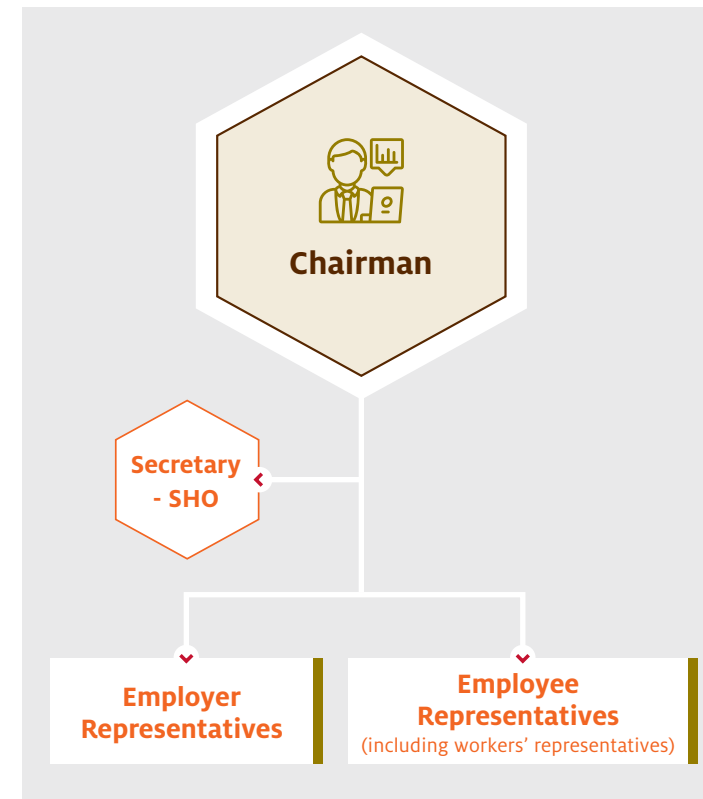 Chairman
Secretary
- SHO
Employer
Representatives
Employee
Representatives
(including workers’ representatives)